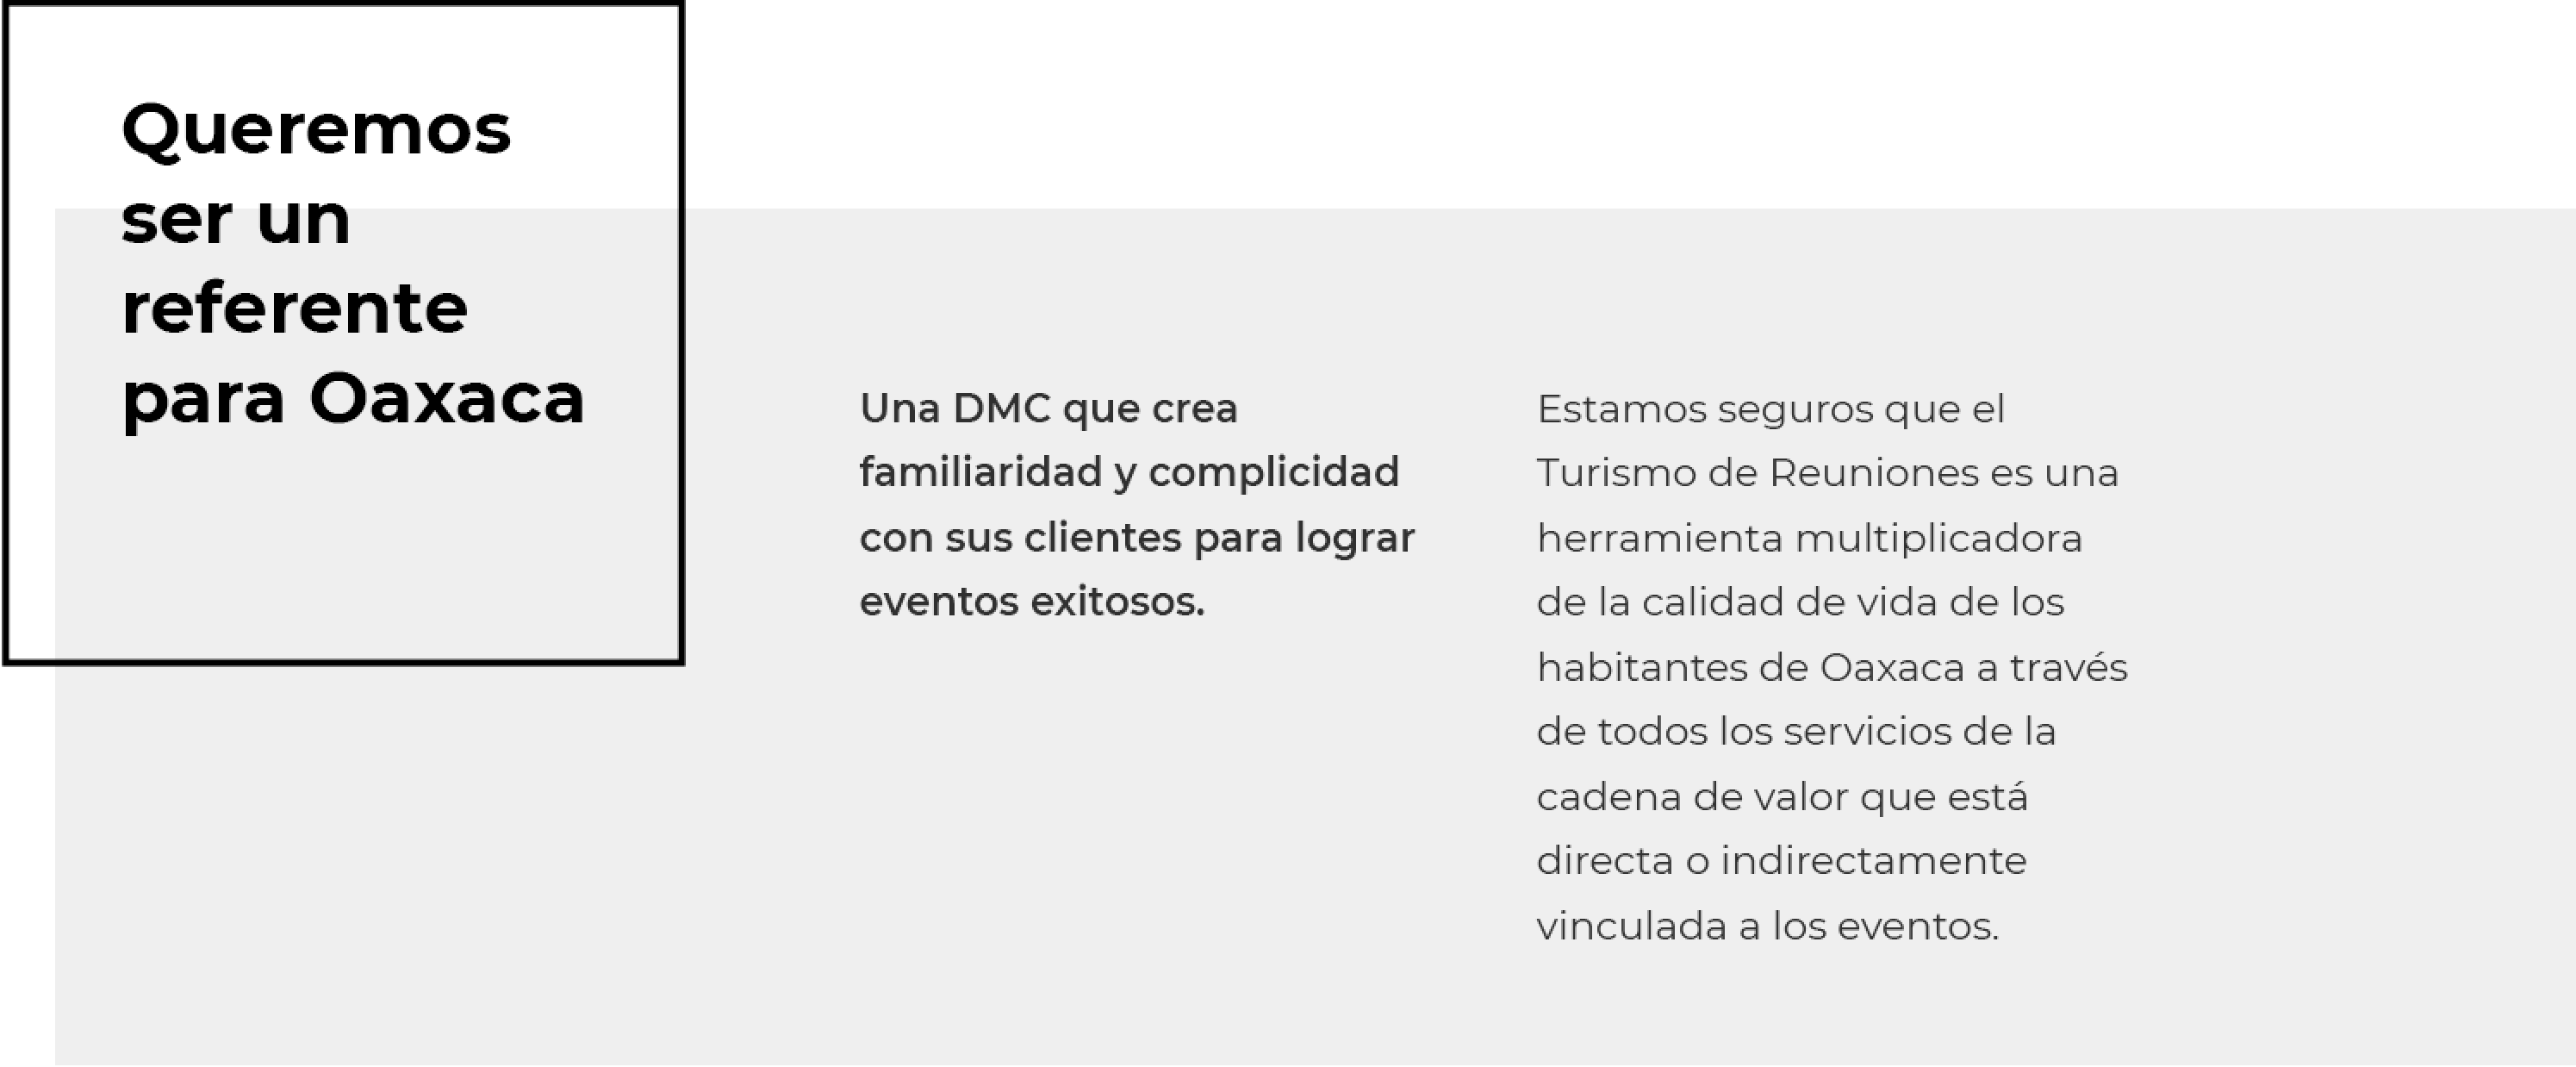 Queremos
ser un
referente
para Oaxaca
Una DMC que crea
familiaridad y complicidad
con sus clientes para lograr
eventos exitosos.
Estamos seguros que el
Turismo de Reuniones es una
herramienta multiplicadora
de la calidad de vida de los
habitantes de Oaxaca a través
de todos los servicios de la
cadena de valor que está
directa o indirectamente
vinculada a los eventos.